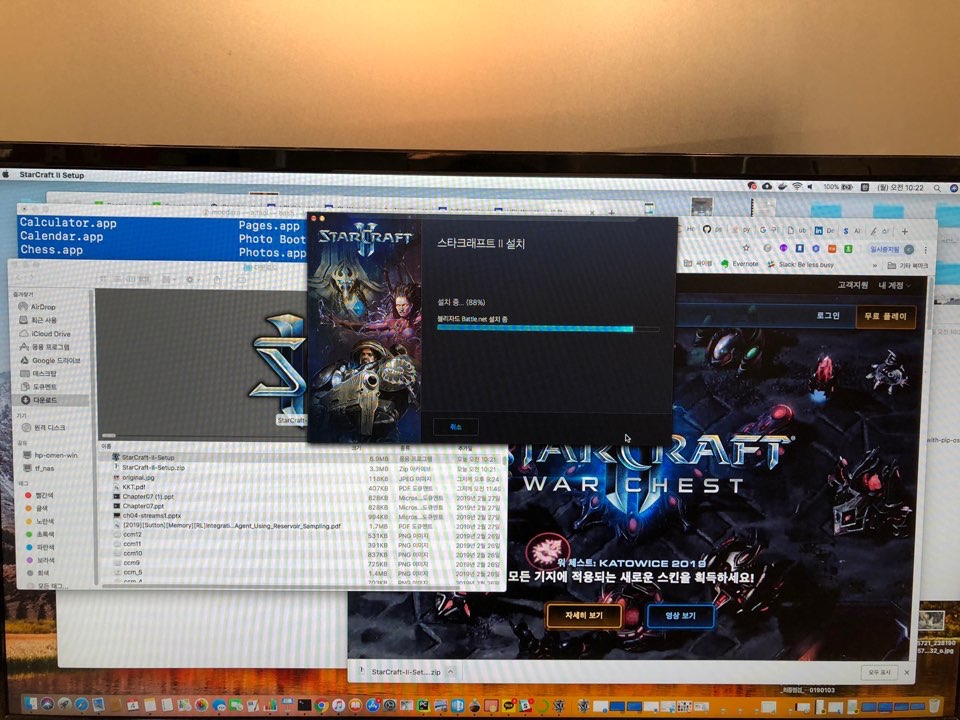 StarCraft II Setup
100%
(월) 오전 10:22
Calculator.app
Calendar.app
Chess.app
Pages.app
Photo Boot
Photos.app
STARCRAFT
II
스타크래프트 II 설치
설치 중... (88%)
블리자드 Battle.net 설치 중
취소
Evernote
Slack: Be less busy
기타 북마크
고객지원
내 계정
로그인
무료 플레이
즐겨찾기
AirDrop
최근 사용
iCloud Drive
응용 프로그램
Google 드라이브
데스크탑
도큐멘트
다운로드
기기
원격 디스크
공유
hp-omen-win
tf_nas
태그
빨간색
귤색
노란색
초록색
파란색
보라색
회색
모든 태그...
이름
크기
종류
추가일
StarCraft-II-Setup 6.9MB 응용 프로그램 오늘 오전 10:21
StarCraft-II-Setup.zip 3.3MB Zip 아카이브 오늘 오전 10:21
original.jpg 118KB JPEG 이미지
KKT.pdf 407KB PDF 도큐멘트
Chapter07 (1).ppt 828KB Micros...도큐멘트 2019년 2월 27일
Chapter07.ppt 828KB Micros...도큐멘트 2019년 2월 27일
ch04-streams1.pptx 994KB Micros...도큐멘트 2019년 2월 27일
[2019][Sutton][Memory][RL]Integrati...Agent_Using_Reservoir_Sampling.pdf 1.7MB PDF 도큐멘트 2019년 2월 27일
ccm12 531KB PNG 이미지 2019년 2월 26일
ccm11 391KB PNG 이미지 2019년 2월 26일
ccm10 837KB PNG 이미지 2019년 2월 26일
ccm9 725KB PNG 이미지 2019년 2월 26일
ccm_5 1.4MB PNG 이미지 2019년 2월 26일
STARCRAFT
II
WAR CHEST
워 체스트: KATOWICE 2019
모든 기지에 적용되는 새로운 스킨을 획득하세요!
자세히 보기
영상 보기
StarCraft-II-Set....zip
모두 표시